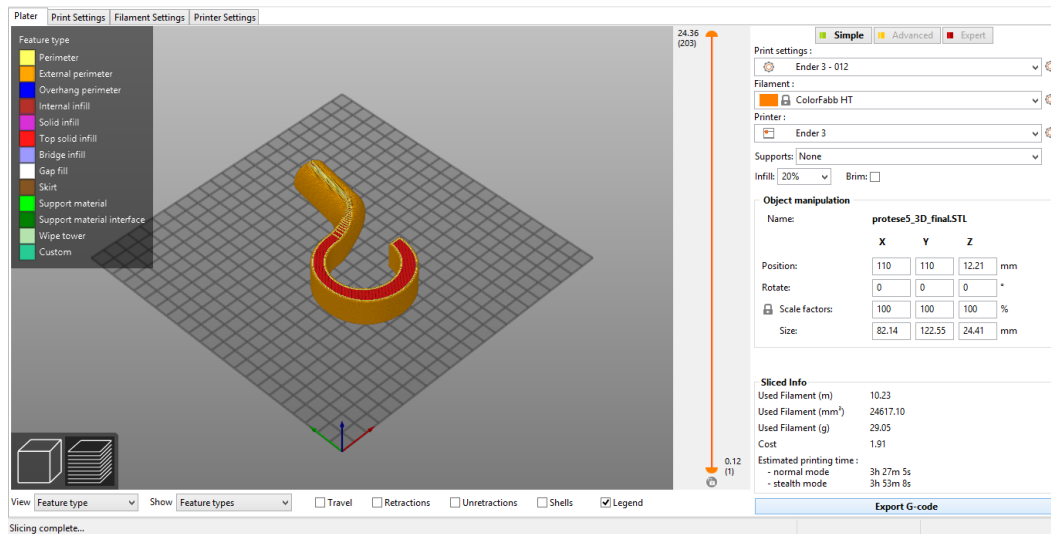 Plater Print Settings Filament Settings Printer Settings
Feature type
Perimeter
External perimeter
Overhang perimeter
Internal infill
Solid infill
Top solid infill
Bridge infill
Gap fill
Skirt
Support material
Support material interface
Wipe tower
Custom
24.36
(203)
0.12
(1)
Simple Advanced Expert
Print settings :
Ender 3 - 012
Filament :
ColorFabb HT
Printer :
Ender 3
Supports: None
Infill: 20% Brim:
Object manipulation
Name: protese5_3D_final.STL
X Y Z
Position: 110 110 12.21 mm
Rotate: 0 0 0 °
Scale factors: 100 100 100 %
Size: 82.14 122.55 24.41 mm
Sliced Info
Used Filament (m) 10.23
Used Filament (mm³) 24617.10
Used Filament (g) 29.05
Cost 1.91
Estimated printing time :
- normal mode 3h 27m 5s
- stealth mode 3h 53m 8s
Export G-code
View Feature type Show Feature types Travel Retractions Unretractions Shells Legend
Slicing complete...